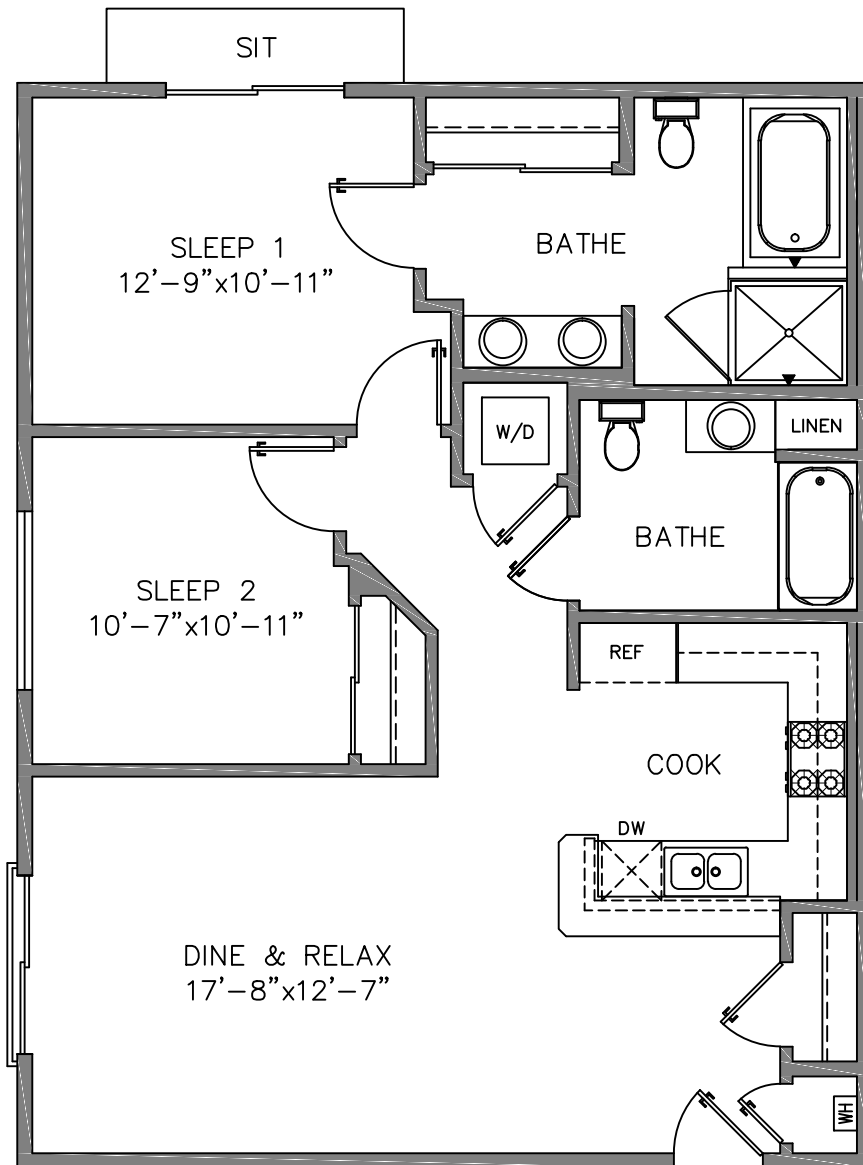 SIT
SLEEP 1
12'-9"x10'-11"
BATHE
W/D
LINEN
BATHE
SLEEP 2
10'-7"x10'-11"
REF
COOK
DW
DINE & RELAX
17'-8"x12'-7"
WH